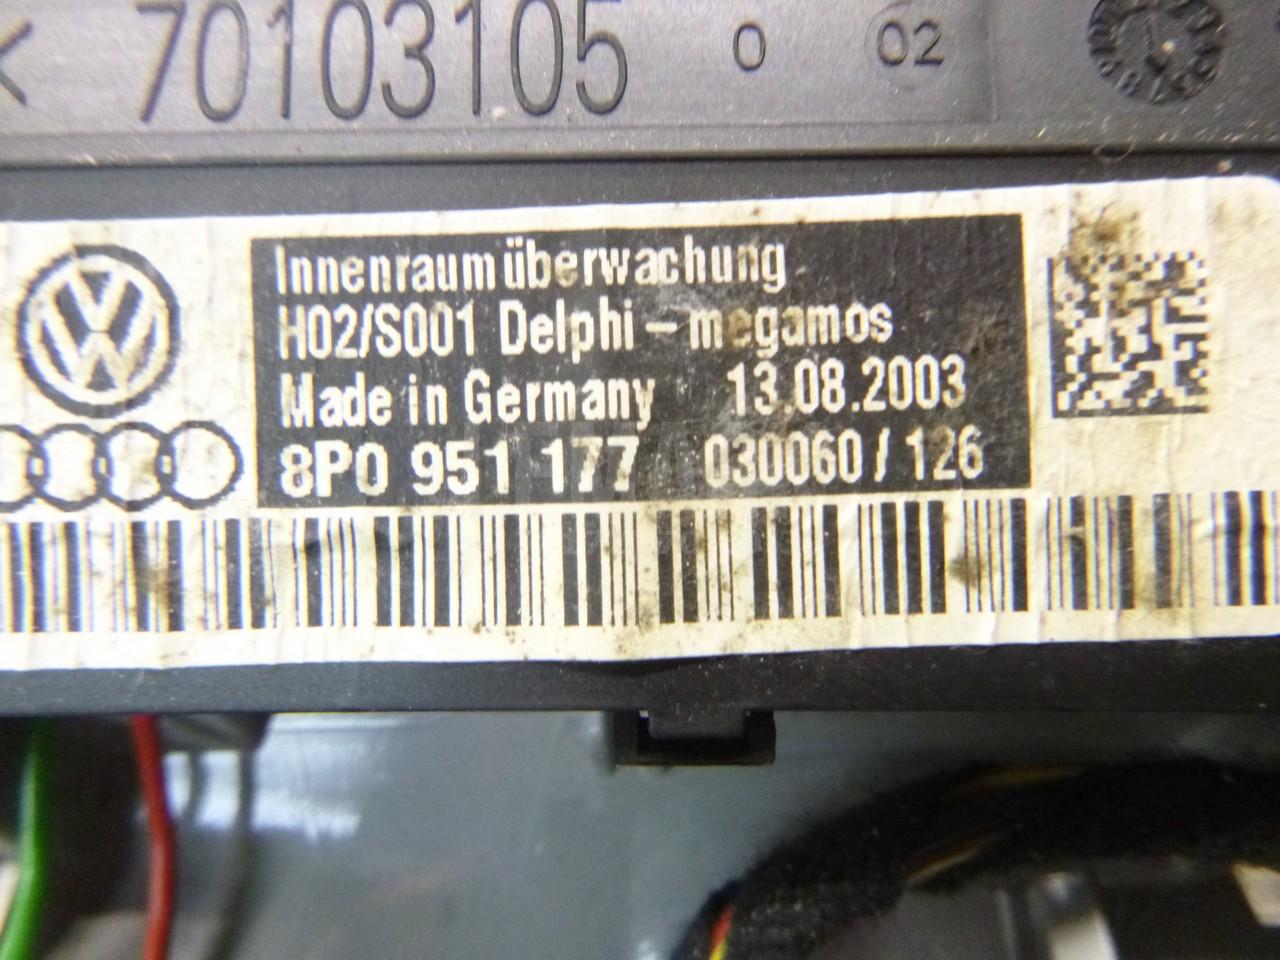 < 70103105 0 02
Innenraumüberwachung
H02/S001 Delphi - megamos
Made in Germany 13.08.2003
8P0 951 177 030060/126